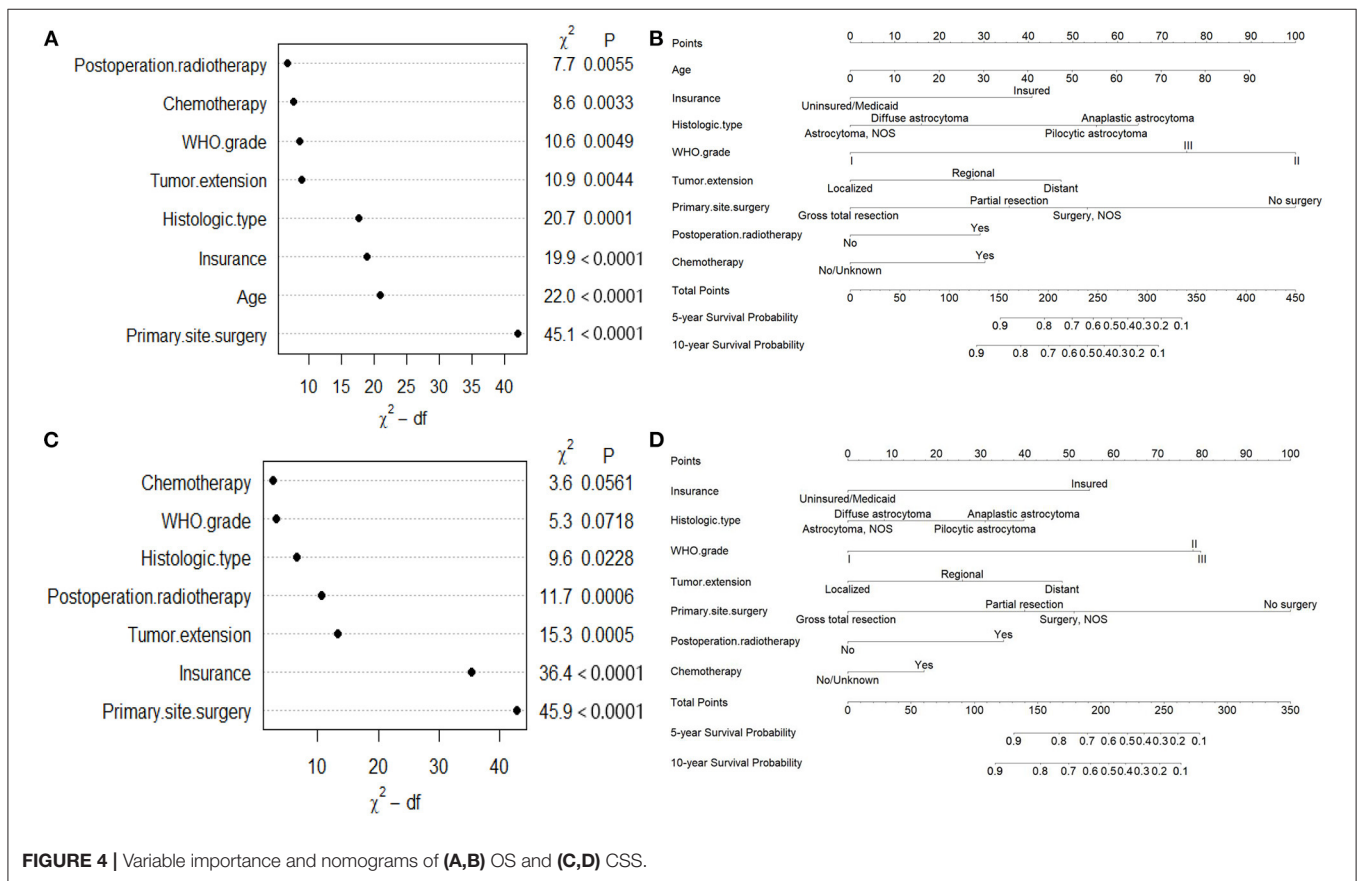 A
χ² P
Postoperation.radiotherapy 7.7 0.0055
Chemotherapy 8.6 0.0033
WHO.grade 10.6 0.0049
Tumor.extension 10.9 0.0044
Histologic.type 20.7 0.0001
Insurance 19.9 < 0.0001
Age 22.0 < 0.0001
Primary.site.surgery 45.1 < 0.0001
10 15 20 25 30 35 40
χ² – df
B
Points 0 10 20 30 40 50 60 70 80 90 100
Age 0 10 20 30 40 50 60 70 80 90
Insured
Insurance
Uninsured/Medicaid
Diffuse astrocytoma Anaplastic astrocytoma
Histologic.type
Astrocytoma, NOS Pilocytic astrocytoma
III
WHO.grade
I II
Regional
Tumor.extension
Localized Distant
Partial resection No surgery
Primary.site.surgery
Gross total resection Surgery, NOS
Yes
Postoperation.radiotherapy
No
Yes
Chemotherapy
No/Unknown
Total Points 0 50 100 150 200 250 300 350 400 450
5-year Survival Probability
0.9 0.8 0.7 0.6 0.5 0.4 0.3 0.2 0.1
10-year Survival Probability
0.9 0.8 0.7 0.6 0.5 0.4 0.3 0.2 0.1
C
χ² P
Chemotherapy 3.6 0.0561
WHO.grade 5.3 0.0718
Histologic.type 9.6 0.0228
Postoperation.radiotherapy 11.7 0.0006
Tumor.extension 15.3 0.0005
Insurance 36.4 < 0.0001
Primary.site.surgery 45.9 < 0.0001
10 20 30 40
χ² – df
D
Points 0 10 20 30 40 50 60 70 80 90 100
Insured
Insurance
Uninsured/Medicaid
Diffuse astrocytoma Anaplastic astrocytoma
Histologic.type
Astrocytoma, NOS Pilocytic astrocytoma
II
WHO.grade
I III
Regional
Tumor.extension
Localized Distant
Partial resection No surgery
Primary.site.surgery
Gross total resection Surgery, NOS
Yes
Postoperation.radiotherapy
No
Yes
Chemotherapy
No/Unknown
Total Points 0 50 100 150 200 250 300 350
5-year Survival Probability
0.9 0.8 0.7 0.6 0.5 0.4 0.3 0.2 0.1
10-year Survival Probability
0.9 0.8 0.7 0.6 0.5 0.4 0.3 0.2 0.1
FIGURE 4 | Variable importance and nomograms of (A,B) OS and (C,D) CSS.